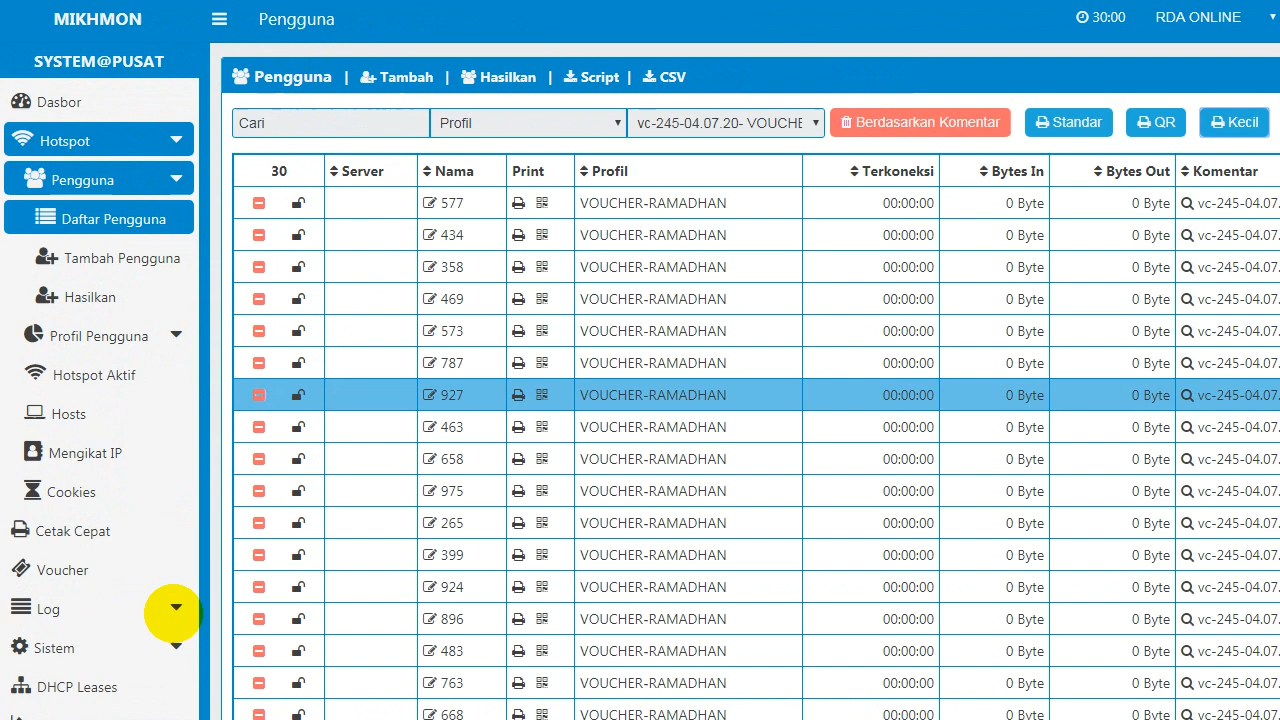 MIKHMON
Pengguna
30:00
RDA ONLINE
SYSTEM@PUSAT
Dasbor
Hotspot
Pengguna
Daftar Pengguna
Tambah Pengguna
Hasilkan
Profil Pengguna
Hotspot Aktif
Hosts
Mengikat IP
Cookies
Cetak Cepat
Voucher
Log
Sistem
DHCP Leases
Pengguna | Tambah | Hasilkan | Script | CSV
Cari Profil vc-245-04.07.20- VOUCHE Berdasarkan Komentar Standar QR Kecil
30 Server Nama Print Profil Terkoneksi Bytes In Bytes Out Komentar
577 VOUCHER-RAMADHAN 00:00:00 0 Byte 0 Byte vc-245-04.07.
434 VOUCHER-RAMADHAN 00:00:00 0 Byte 0 Byte vc-245-04.07.
358 VOUCHER-RAMADHAN 00:00:00 0 Byte 0 Byte vc-245-04.07.
469 VOUCHER-RAMADHAN 00:00:00 0 Byte 0 Byte vc-245-04.07.
573 VOUCHER-RAMADHAN 00:00:00 0 Byte 0 Byte vc-245-04.07.
787 VOUCHER-RAMADHAN 00:00:00 0 Byte 0 Byte vc-245-04.07.
927 VOUCHER-RAMADHAN 00:00:00 0 Byte 0 Byte vc-245-04.07.
463 VOUCHER-RAMADHAN 00:00:00 0 Byte 0 Byte vc-245-04.07.
658 VOUCHER-RAMADHAN 00:00:00 0 Byte 0 Byte vc-245-04.07.
975 VOUCHER-RAMADHAN 00:00:00 0 Byte 0 Byte vc-245-04.07.
265 VOUCHER-RAMADHAN 00:00:00 0 Byte 0 Byte vc-245-04.07.
399 VOUCHER-RAMADHAN 00:00:00 0 Byte 0 Byte vc-245-04.07.
924 VOUCHER-RAMADHAN 00:00:00 0 Byte 0 Byte vc-245-04.07.
896 VOUCHER-RAMADHAN 00:00:00 0 Byte 0 Byte vc-245-04.07.
483 VOUCHER-RAMADHAN 00:00:00 0 Byte 0 Byte vc-245-04.07.
763 VOUCHER-RAMADHAN 00:00:00 0 Byte 0 Byte vc-245-04.07.
668 VOUCHER-RAMADHAN 00:00:00 0 Byte 0 Byte vc-245-04.07.